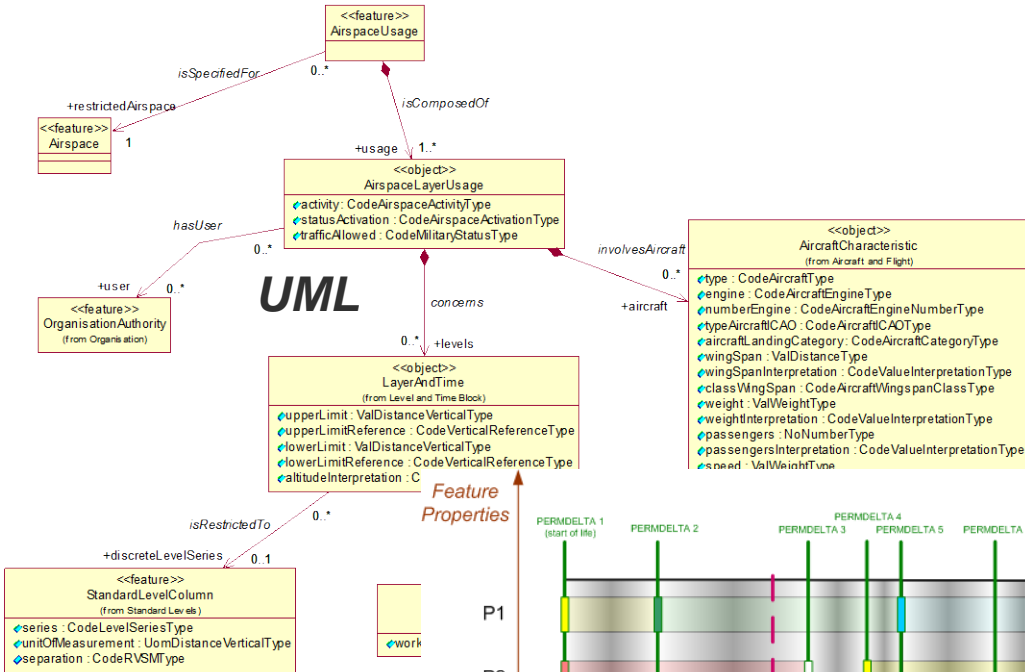 <<feature>>
AirspaceUsage
isSpecifiedFor
0..*
isComposedOf
+restrictedAirspace
<<feature>>
Airspace
1
+usage
1..*
<<object>>
AirspaceLayerUsage
activity : CodeAirspaceActivityType
statusActivation : CodeAirspaceActivationType
trafficAllowed : CodeMilitaryStatusType
hasUser
0..*
+user
0..*
<<feature>>
OrganisationAuthority
(from Organisation)
UML
concerns
0..*
+levels
involvesAircraft
0..*
+aircraft
<<object>>
AircraftCharacteristic
(from Aircraft and Flight)
type : CodeAircraftType
engine : CodeAircraftEngineType
numberEngine : CodeAircraftEngineNumberType
typeAircraftICAO : CodeAircraftICAOType
aircraftLandingCategory : CodeAircraftCategoryType
wingSpan : ValDistanceType
wingSpanInterpretation : CodeValueInterpretationType
classWingSpan : CodeAircraftWingspanClassType
weight : ValWeightType
weightInterpretation : CodeValueInterpretationType
passengers : NoNumberType
passengersInterpretation : CodeValueInterpretationType
speed : ValWeightType
<<object>>
LayerAndTime
(from Level and Time Block)
upperLimit : ValDistanceVerticalType
upperLimitReference : CodeVerticalReferenceType
lowerLimit : ValDistanceVerticalType
lowerLimitReference : CodeVerticalReferenceType
altitudeInterpretation : C
isRestrictedTo
0..*
+discreteLevelSeries
0..1
<<feature>>
StandardLevelColumn
(from Standard Levels)
series : CodeLevelSeriesType
unitOfMeasurement : UomDistanceVerticalType
separation : CodeRVSMType
work
Feature
Properties
PERMDELTA 1
(start of life)
PERMDELTA 2
PERMDELTA 3
PERMDELTA 4
PERMDELTA 5
PERMDELTA
P1